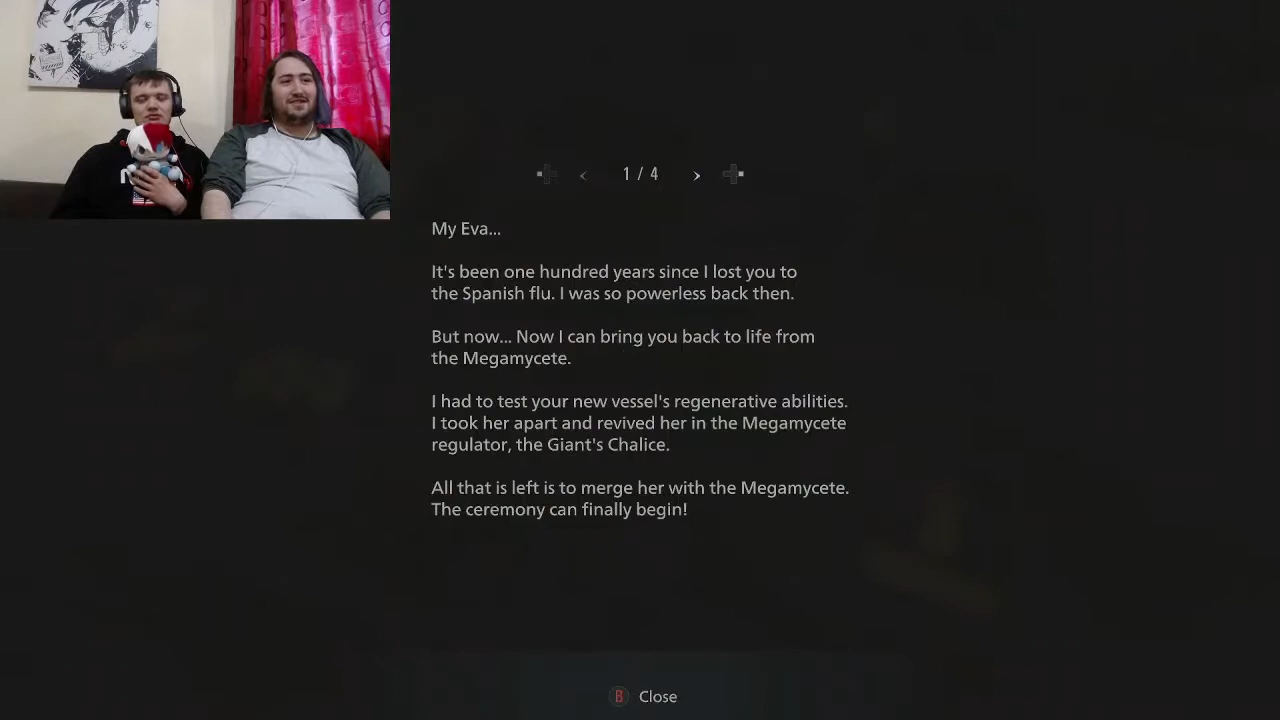 1 / 4
My Eva...
It's been one hundred years since I lost you to
the Spanish flu. I was so powerless back then.
But now... Now I can bring you back to life from
the Megamycete.
I had to test your new vessel's regenerative abilities.
I took her apart and revived her in the Megamycete
regulator, the Giant's Chalice.
All that is left is to merge her with the Megamycete.
The ceremony can finally begin!
B Close